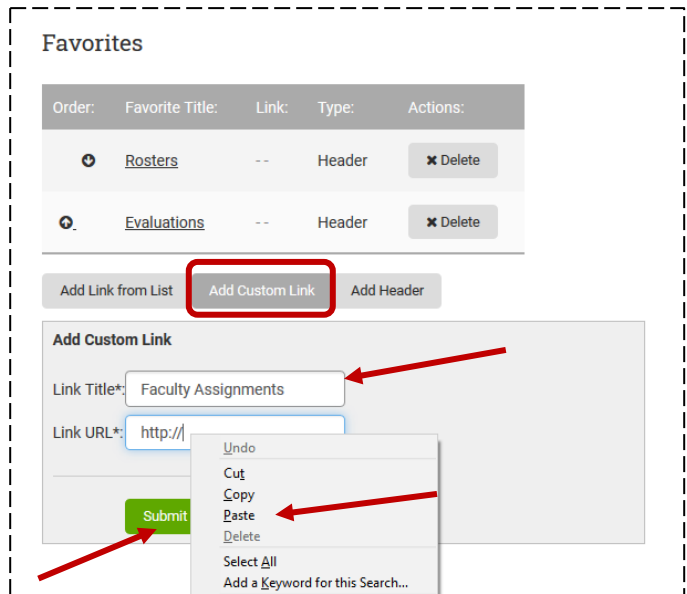 Favorites
Order: Favorite Title: Link: Type: Actions:
Rosters -- Header ✖ Delete
Evaluations -- Header ✖ Delete
Add Link from List Add Custom Link Add Header
Add Custom Link
Link Title*: Faculty Assignments
Link URL*: http://
Undo
Cut
Copy
Submit Paste
Delete
Select All
Add a Keyword for this Search...